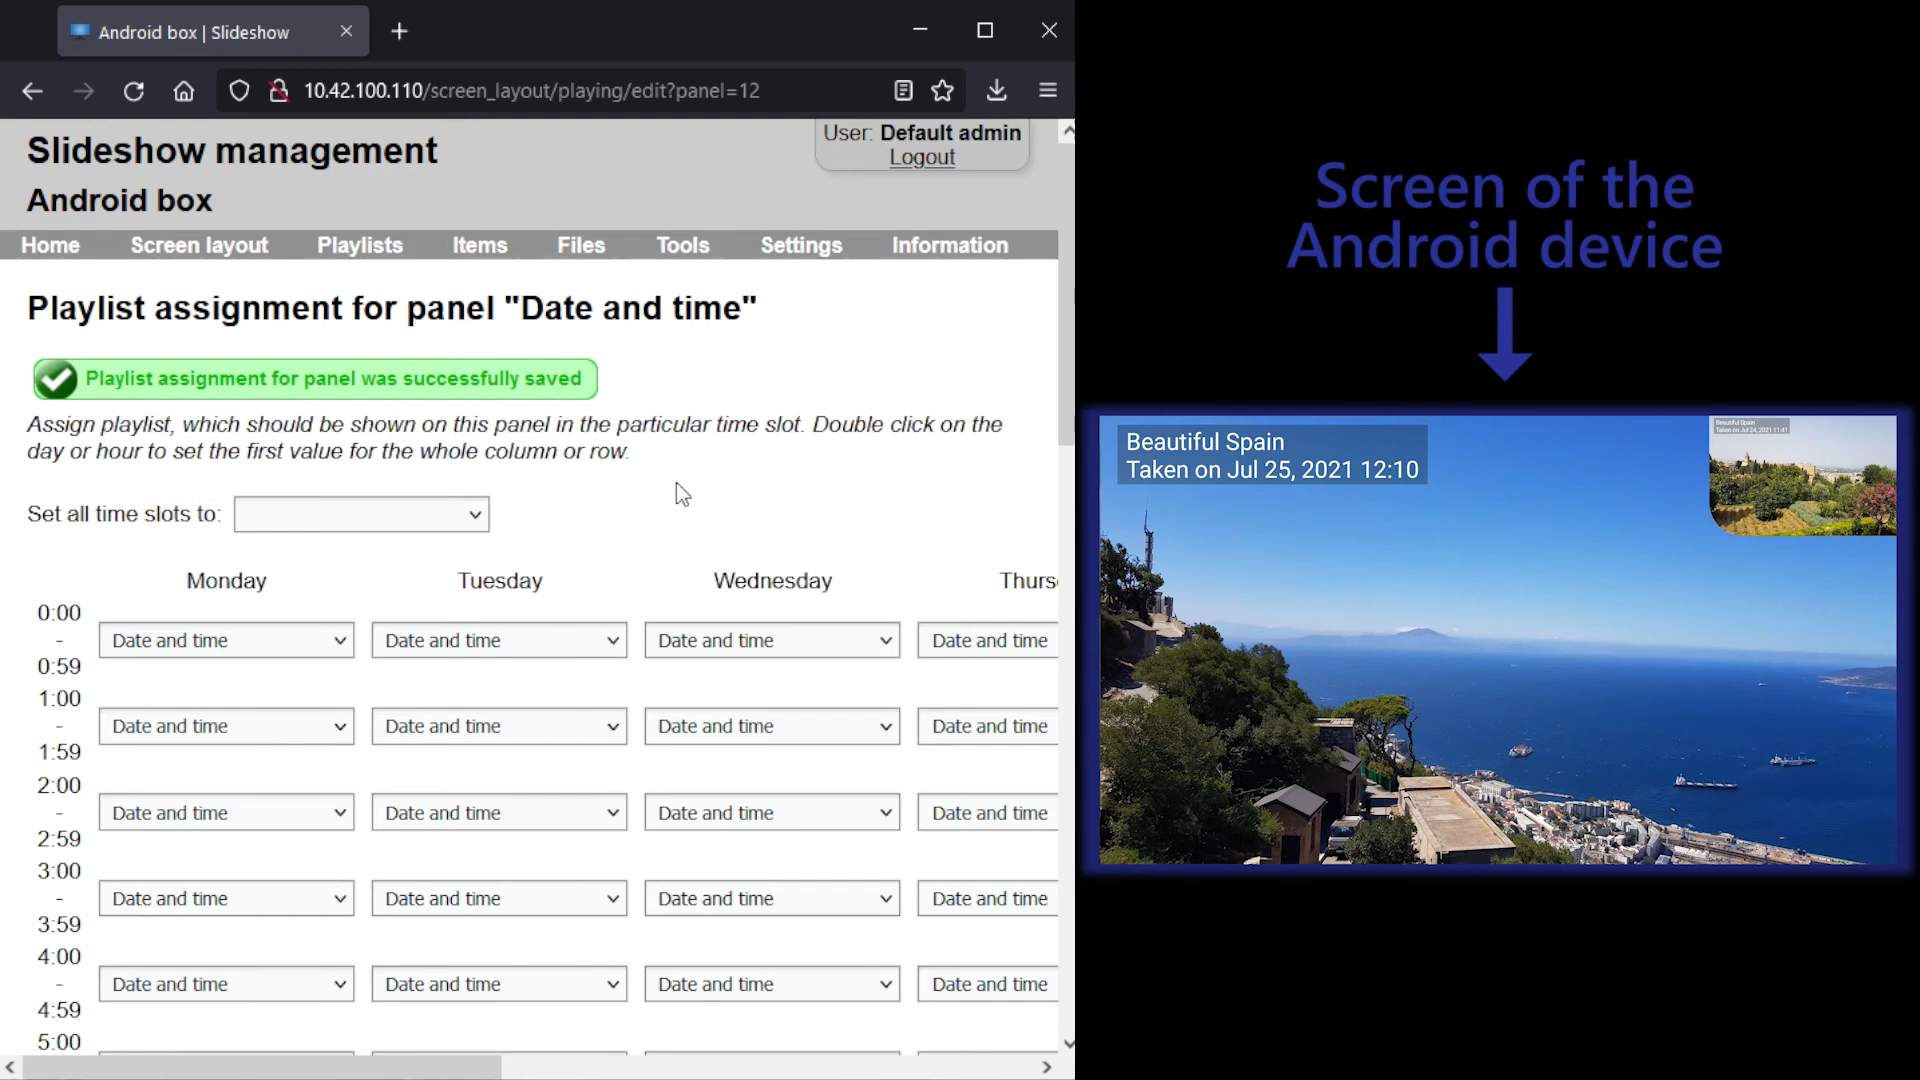 Android box | Slideshow
10.42.100.110/screen_layout/playing/edit?panel=12
Slideshow management
User: Default admin
Logout
Android box
Home Screen layout Playlists Items Files Tools Settings Information
Playlist assignment for panel "Date and time"
Playlist assignment for panel was successfully saved
Assign playlist, which should be shown on this panel in the particular time slot. Double click on the
day or hour to set the first value for the whole column or row.
Set all time slots to:
Monday Tuesday Wednesday Thurs
0:00
-
0:59
Date and time Date and time Date and time Date and time
1:00
-
1:59
Date and time Date and time Date and time Date and time
2:00
-
2:59
Date and time Date and time Date and time Date and time
3:00
-
3:59
Date and time Date and time Date and time Date and time
4:00
-
4:59
Date and time Date and time Date and time Date and time
5:00
Screen of the
Android device
Beautiful Spain
Taken on Jul 25, 2021 12:10
Beautiful Spain
Taken on Jul 24, 2021 11:41